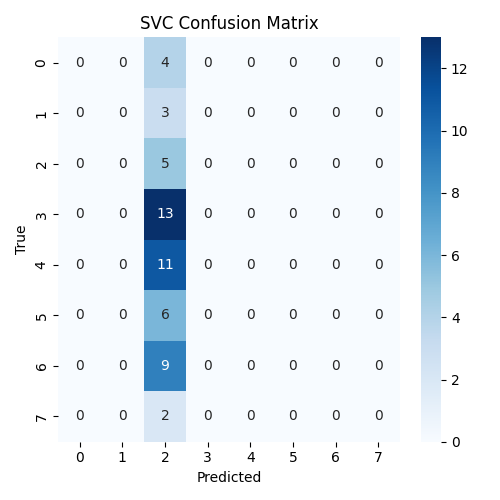 SVC Confusion Matrix
0 0 0 4 0 0 0 0 0 12
1 0 0 3 0 0 0 0 0
2 0 0 5 0 0 0 0 0 10
3 0 0 13 0 0 0 0 0 8
True
4 0 0 11 0 0 0 0 0 6
5 0 0 6 0 0 0 0 0 4
6 0 0 9 0 0 0 0 0 2
7 0 0 2 0 0 0 0 0 0
0 1 2 3 4 5 6 7
Predicted